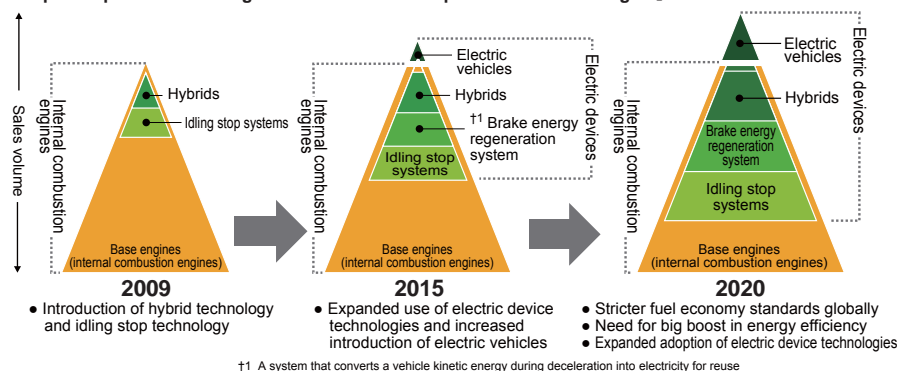 Sales volume
Internal combustion
engines
Hybrids
Idling stop systems
Base engines
(internal combustion engines)
2009
● Introduction of hybrid technology
and idling stop technology
Internal combustion
engines
Electric devices
Electric
vehicles
Hybrids
†1 Brake energy
regeneration
system
Idling stop
systems
Base engines
(internal combustion engines)
2015
● Expanded use of electric device
technologies and increased
introduction of electric vehicles
Internal combustion
engines
Electric devices
Electric
vehicles
Hybrids
Brake energy
regeneration
system
Idling stop
systems
Base engines
(internal combustion engines)
2020
● Stricter fuel economy standards globally
● Need for big boost in energy efficiency
● Expanded adoption of electric device technologies
†1 A system that converts a vehicle kinetic energy during deceleration into electricity for reuse